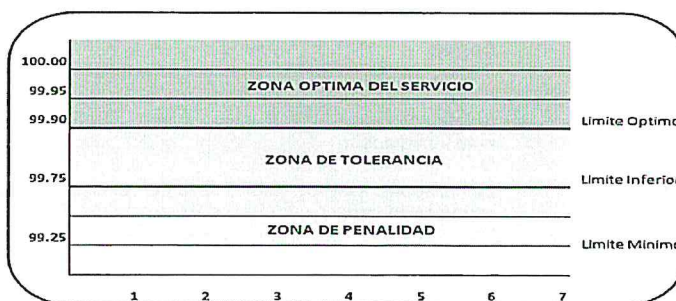 100.00
ZONA OPTIMA DEL SERVICIO
99.95
99.90
Limite Optimo
ZONA DE TOLERANCIA
99.75
Limite Inferior
ZONA DE PENALIDAD
99.25
Limite Minimo
1 2 3 4 5 6 7